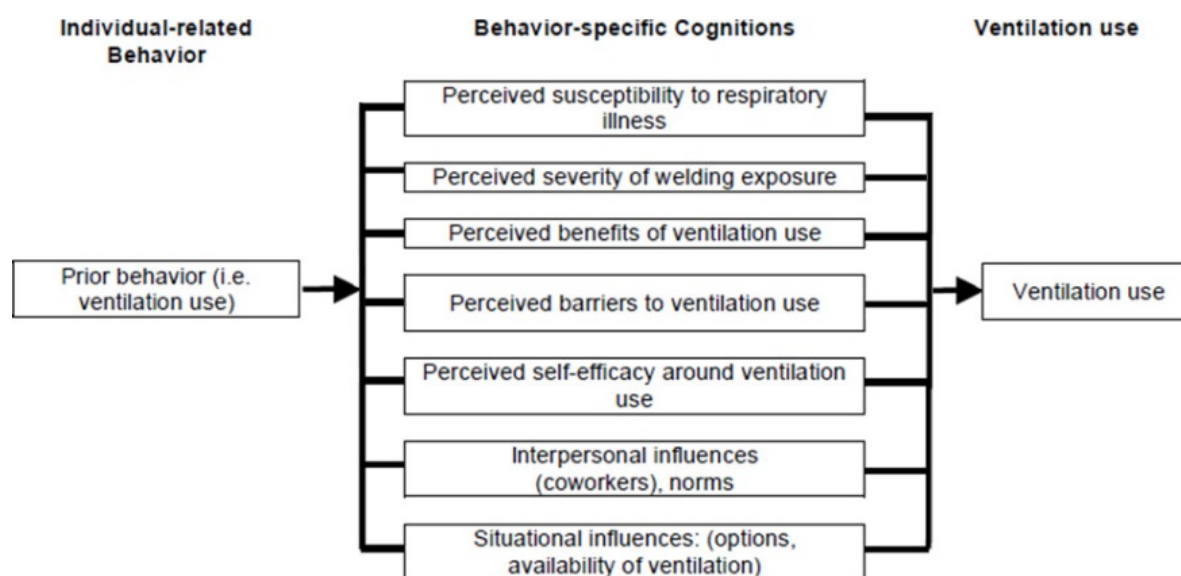 Individual-related
Behavior
Behavior-specific Cognitions
Ventilation use
Prior behavior (i.e.
ventilation use)
Perceived susceptibility to respiratory
illness
Perceived severity of welding exposure
Perceived benefits of ventilation use
Perceived barriers to ventilation use
Perceived self-efficacy around ventilation
use
Interpersonal influences
(coworkers), norms
Situational influences: (options,
availability of ventilation)
Ventilation use